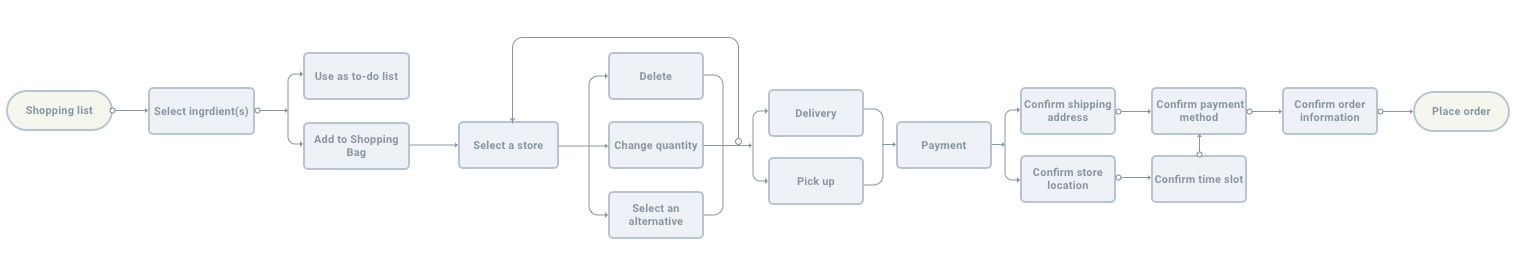 Shopping list
Select ingrdient(s)
Use as to-do list
Add to Shopping
Bag
Select a store
Delete
Change quantity
Select an
alternative
Delivery
Pick up
Payment
Confirm shipping
address
Confirm store
location
Confirm payment
method
Confirm time slot
Confirm order
information
Place order